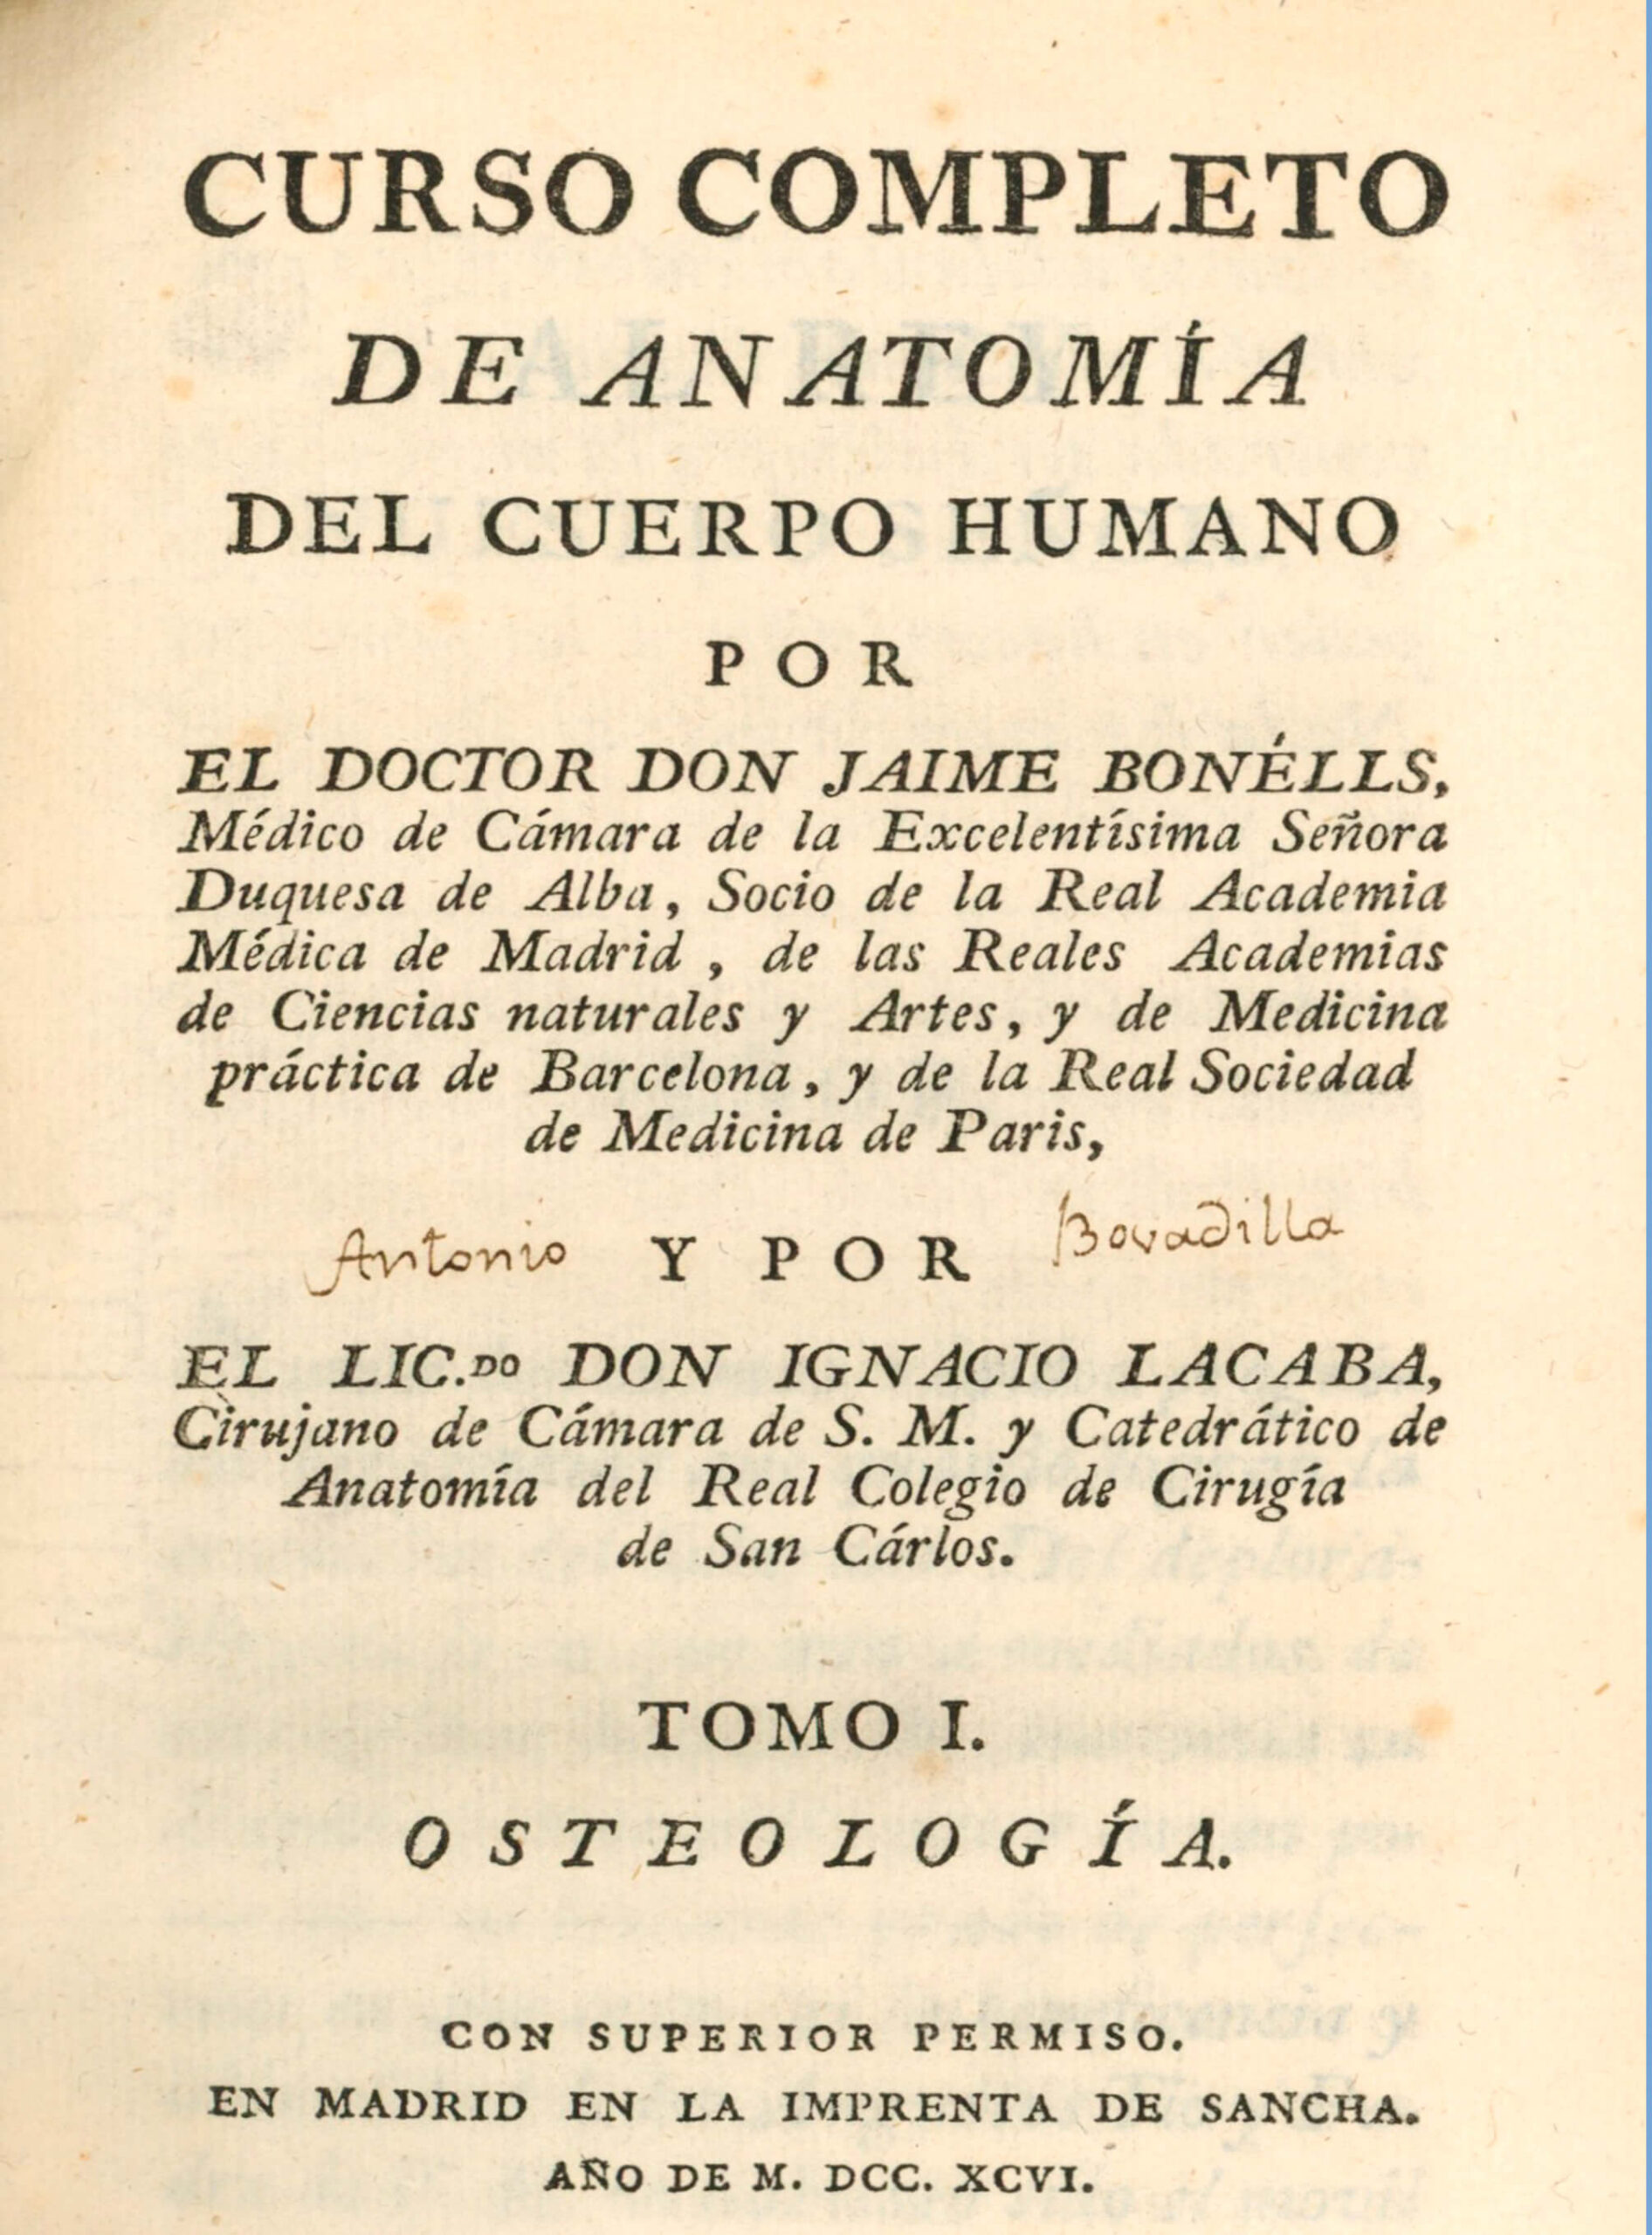 CURSO COMPLETO
DE ANATOMÍA
DEL CUERPO HUMANO
POR
EL DOCTOR DON JAIME BONÉLLS,
Médico de Cámara de la Excelentísima Señora
Duquesa de Alba, Socio de la Real Academia
Médica de Madrid, de las Reales Academias
de Ciencias naturales y Artes, y de Medicina
práctica de Barcelona, y de la Real Sociedad
de Medicina de Paris,
Antonio Y POR Bovadilla
EL LIC.DO DON IGNACIO LACABA,
Cirujano de Cámara de S. M. y Catedrático de
Anatomía del Real Colegio de Cirugía
de San Cárlos.
TOMO I.
OSTEOLOGÍA.
CON SUPERIOR PERMISO.
EN MADRID EN LA IMPRENTA DE SANCHA.
AÑO DE M. DCC. XCVI.